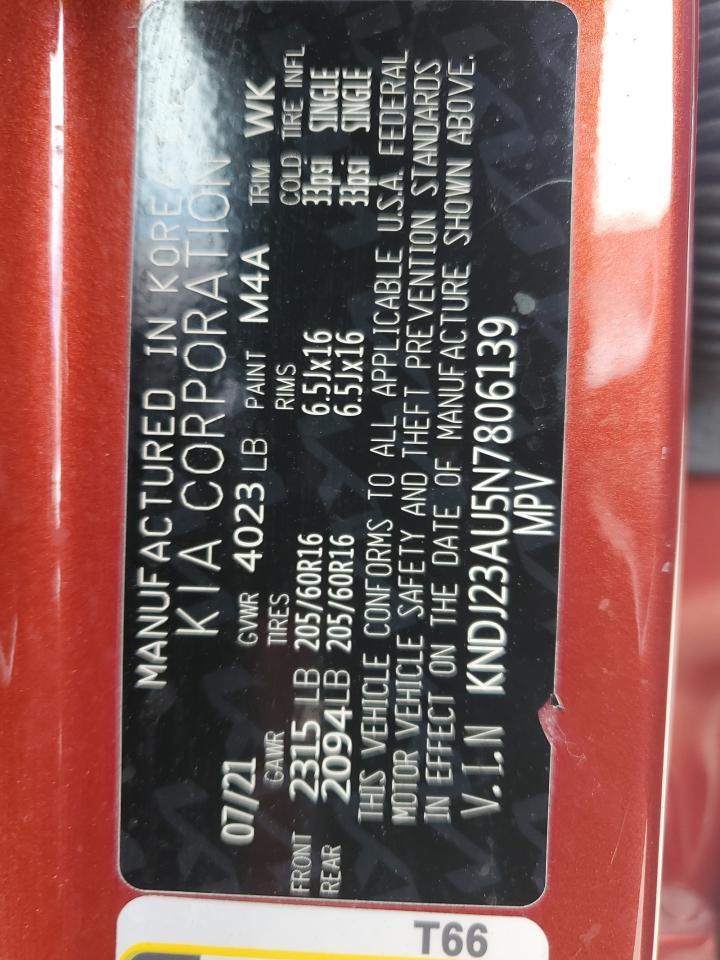 MANUFACTURED IN KOREA
KIA CORPORATION
07/21 GVWR 4023 LB PAINT M4A TRIM WK
GAWR TIRES RIMS COLD TIRE INFL
FRONT 2315 LB 205/60R16 6.5Jx16 33psi SINGLE
REAR 2094LB 205/60R16 6.5Jx16 33psi SINGLE
THIS VEHICLE CONFORMS TO ALL APPLICABLE U.S.A. FEDERAL
MOTOR VEHICLE SAFETY AND THEFT PREVENTION STANDARDS
IN EFFECT ON THE DATE OF MANUFACTURE SHOWN ABOVE.
V.I.N KNDJ23AU5N7806139
MPV
T66